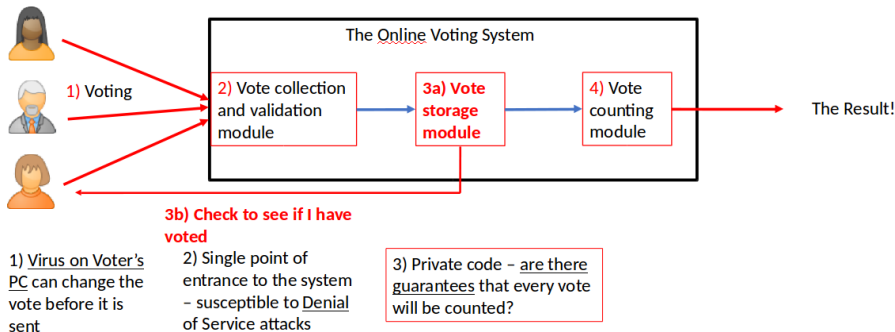 The Online Voting System
1) Voting
2) Vote collection
and validation
module
3a) Vote
storage
module
4) Vote
counting
module
The Result!
3b) Check to see if I have
voted
1) Virus on Voter's
PC can change the
vote before it is
sent
2) Single point of
entrance to the system
– susceptible to Denial
of Service attacks
3) Private code – are there
guarantees that every vote
will be counted?